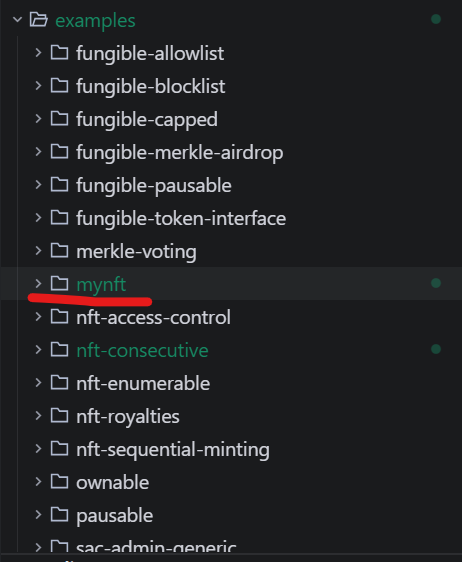 examples
fungible-allowlist
fungible-blocklist
fungible-capped
fungible-merkle-airdrop
fungible-pausable
fungible-token-interface
merkle-voting
mynft
nft-access-control
nft-consecutive
nft-enumerable
nft-royalties
nft-sequential-minting
ownable
pausable
sac-admin-generic